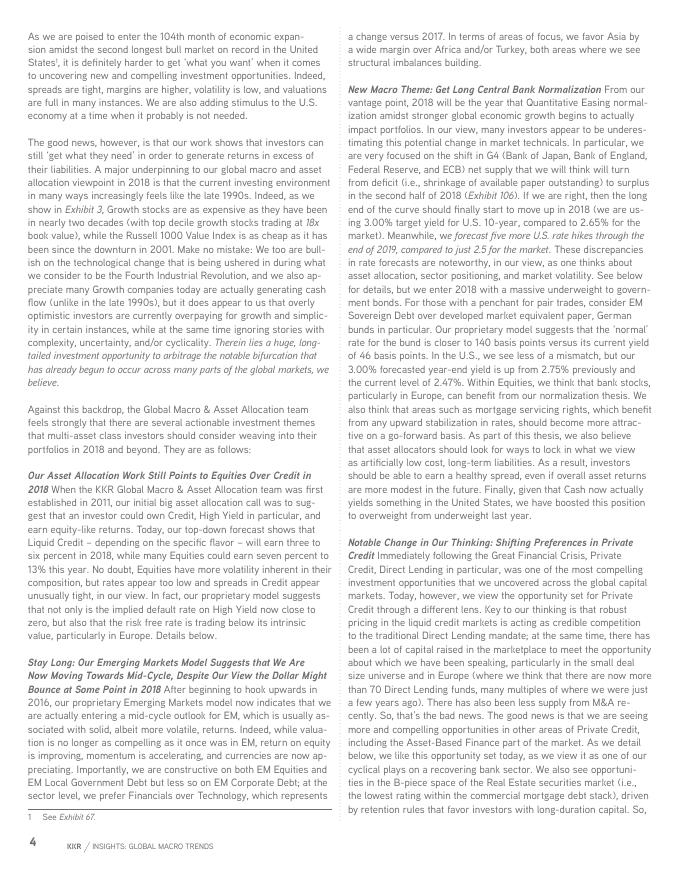 As we are poised to enter the 104th month of economic expan-
sion amidst the second longest bull market on record in the United
States¹, it is definitely harder to get 'what you want' when it comes
to uncovering new and compelling investment opportunities. Indeed,
spreads are tight, margins are higher, volatility is low, and valuations
are full in many instances. We are also adding stimulus to the U.S.
economy at a time when it probably is not needed.
The good news, however, is that our work shows that investors can
still 'get what they need' in order to generate returns in excess of
their liabilities. A major underpinning to our global macro and asset
allocation viewpoint in 2018 is that the current investing environment
in many ways increasingly feels like the late 1990s. Indeed, as we
show in Exhibit 3, Growth stocks are as expensive as they have been
in nearly two decades (with top decile growth stocks trading at 18x
book value), while the Russell 1000 Value Index is as cheap as it has
been since the downturn in 2001. Make no mistake: We too are bull-
ish on the technological change that is being ushered in during what
we consider to be the Fourth Industrial Revolution, and we also ap-
preciate many Growth companies today are actually generating cash
flow (unlike in the late 1990s), but it does appear to us that overly
optimistic investors are currently overpaying for growth and simplic-
ity in certain instances, while at the same time ignoring stories with
complexity, uncertainty, and/or cyclicality. Therein lies a huge, long-
tailed investment opportunity to arbitrage the notable bifurcation that
has already begun to occur across many parts of the global markets, we
believe.
Against this backdrop, the Global Macro & Asset Allocation team
feels strongly that there are several actionable investment themes
that multi-asset class investors should consider weaving into their
portfolios in 2018 and beyond. They are as follows:
Our Asset Allocation Work Still Points to Equities Over Credit in
2018 When the KKR Global Macro & Asset Allocation team was first
established in 2011, our initial big asset allocation call was to sug-
gest that an investor could own Credit, High Yield in particular, and
earn equity-like returns. Today, our top-down forecast shows that
Liquid Credit – depending on the specific flavor – will earn three to
six percent in 2018, while many Equities could earn seven percent to
13% this year. No doubt, Equities have more volatility inherent in their
composition, but rates appear too low and spreads in Credit appear
unusually tight, in our view. In fact, our proprietary model suggests
that not only is the implied default rate on High Yield now close to
zero, but also that the risk free rate is trading below its intrinsic
value, particularly in Europe. Details below.
Stay Long: Our Emerging Markets Model Suggests that We Are
Now Moving Towards Mid-Cycle, Despite Our View the Dollar Might
Bounce at Some Point in 2018 After beginning to hook upwards in
2016, our proprietary Emerging Markets model now indicates that we
are actually entering a mid-cycle outlook for EM, which is usually as-
sociated with solid, albeit more volatile, returns. Indeed, while valua-
tion is no longer as compelling as it once was in EM, return on equity
is improving, momentum is accelerating, and currencies are now ap-
preciating. Importantly, we are constructive on both EM Equities and
EM Local Government Debt but less so on EM Corporate Debt; at the
sector level, we prefer Financials over Technology, which represents
1 See Exhibit 67.
a change versus 2017. In terms of areas of focus, we favor Asia by
a wide margin over Africa and/or Turkey, both areas where we see
structural imbalances building.
New Macro Theme: Get Long Central Bank Normalization From our
vantage point, 2018 will be the year that Quantitative Easing normal-
ization amidst stronger global economic growth begins to actually
impact portfolios. In our view, many investors appear to be underes-
timating this potential change in market technicals. In particular, we
are very focused on the shift in G4 (Bank of Japan, Bank of England,
Federal Reserve, and ECB) net supply that we will think will turn
from deficit (i.e., shrinkage of available paper outstanding) to surplus
in the second half of 2018 (Exhibit 106). If we are right, then the long
end of the curve should finally start to move up in 2018 (we are us-
ing 3.00% target yield for U.S. 10-year, compared to 2.65% for the
market). Meanwhile, we forecast five more U.S. rate hikes through the
end of 2019, compared to just 2.5 for the market. These discrepancies
in rate forecasts are noteworthy, in our view, as one thinks about
asset allocation, sector positioning, and market volatility. See below
for details, but we enter 2018 with a massive underweight to govern-
ment bonds. For those with a penchant for pair trades, consider EM
Sovereign Debt over developed market equivalent paper, German
bunds in particular. Our proprietary model suggests that the 'normal'
rate for the bund is closer to 140 basis points versus its current yield
of 46 basis points. In the U.S., we see less of a mismatch, but our
3.00% forecasted year-end yield is up from 2.75% previously and
the current level of 2.47%. Within Equities, we think that bank stocks,
particularly in Europe, can benefit from our normalization thesis. We
also think that areas such as mortgage servicing rights, which benefit
from any upward stabilization in rates, should become more attrac-
tive on a go-forward basis. As part of this thesis, we also believe
that asset allocators should look for ways to lock in what we view
as artificially low cost, long-term liabilities. As a result, investors
should be able to earn a healthy spread, even if overall asset returns
are more modest in the future. Finally, given that Cash now actually
yields something in the United States, we have boosted this position
to overweight from underweight last year.
Notable Change in Our Thinking: Shifting Preferences in Private
Credit Immediately following the Great Financial Crisis, Private
Credit, Direct Lending in particular, was one of the most compelling
investment opportunities that we uncovered across the global capital
markets. Today, however, we view the opportunity set for Private
Credit through a different lens. Key to our thinking is that robust
pricing in the liquid credit markets is acting as credible competition
to the traditional Direct Lending mandate; at the same time, there has
been a lot of capital raised in the marketplace to meet the opportunity
about which we have been speaking, particularly in the small deal
size universe and in Europe (where we think that there are now more
than 70 Direct Lending funds, many multiples of where we were just
a few years ago). There has also been less supply from M&A re-
cently. So, that's the bad news. The good news is that we are seeing
more and compelling opportunities in other areas of Private Credit,
including the Asset-Based Finance part of the market. As we detail
below, we like this opportunity set today, as we view it as one of our
cyclical plays on a recovering bank sector. We also see opportuni-
ties in the B-piece space of the Real Estate securities market (i.e.,
the lowest rating within the commercial mortgage debt stack), driven
by retention rules that favor investors with long-duration capital. So,
4 KKR / INSIGHTS: GLOBAL MACRO TRENDS